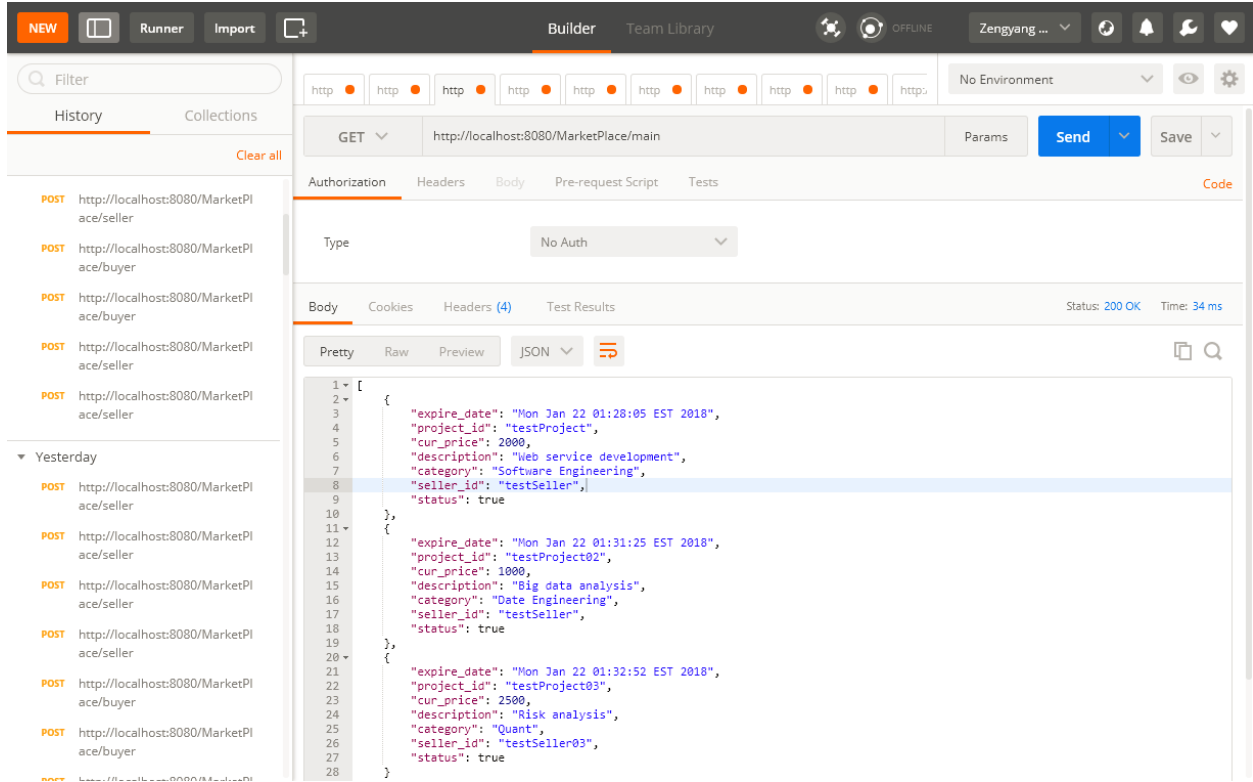 NEW Runner Import Builder Team Library OFFLINE Zengyang ...
Filter
History Collections
Clear all
POST http://localhost:8080/MarketPl
ace/seller
POST http://localhost:8080/MarketPl
ace/buyer
POST http://localhost:8080/MarketPl
ace/buyer
POST http://localhost:8080/MarketPl
ace/seller
POST http://localhost:8080/MarketPl
ace/seller
Yesterday
POST http://localhost:8080/MarketPl
ace/seller
POST http://localhost:8080/MarketPl
ace/seller
POST http://localhost:8080/MarketPl
ace/seller
POST http://localhost:8080/MarketPl
ace/seller
POST http://localhost:8080/MarketPl
ace/buyer
POST http://localhost:8080/MarketPl
ace/buyer
POST http://localhost:8080/MarketPl
http http http http http http http http http http:
No Environment
GET http://localhost:8080/MarketPlace/main Params Send Save
Authorization Headers Body Pre-request Script Tests Code
Type No Auth
Body Cookies Headers (4) Test Results Status: 200 OK Time: 34 ms
Pretty Raw Preview JSON
1 [
2 {
3 "expire_date": "Mon Jan 22 01:28:05 EST 2018",
4 "project_id": "testProject",
5 "cur_price": 2000,
6 "description": "Web service development",
7 "category": "Software Engineering",
8 "seller_id": "testSeller",
9 "status": true
10 },
11 {
12 "expire_date": "Mon Jan 22 01:31:25 EST 2018",
13 "project_id": "testProject02",
14 "cur_price": 1000,
15 "description": "Big data analysis",
16 "category": "Date Engineering",
17 "seller_id": "testSeller",
18 "status": true
19 },
20 {
21 "expire_date": "Mon Jan 22 01:32:52 EST 2018",
22 "project_id": "testProject03",
23 "cur_price": 2500,
24 "description": "Risk analysis",
25 "category": "Quant",
26 "seller_id": "testSeller03",
27 "status": true
28 }